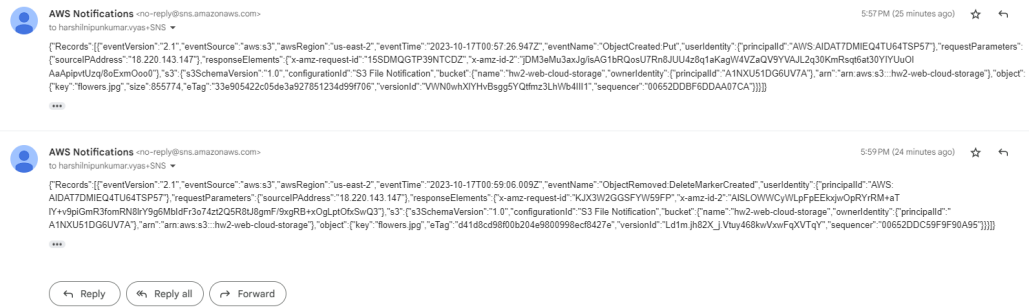 AWS Notifications <no-reply@sns.amazonaws.com>
5:57 PM (25 minutes ago)
to harshilnipunkumar.vyas+SNS
{"Records":[{"eventVersion":"2.1","eventSource":"aws:s3","awsRegion":"us-east-2","eventTime":"2023-10-17T00:57:26.947Z","eventName":"ObjectCreated:Put","userIdentity":{"principalId":"AWS:AIDAT7DMIEQ4TU64TSP57"},"requestParameters":
{"sourceIPAddress":"18.220.143.147"},"responseElements":{"x-amz-request-id":"15SDMQGTP39NTCDZ","x-amz-id-2":"jDM3eMu3axJg/isAG1bRQosU7Rn8JUU4z8q1aKagW4VZaQV9YVAJL2q30KmRsqt6at30YIYUuOI
AaApipvtUzq/8oExmOoo0"},"s3":{"s3SchemaVersion":"1.0","configurationId":"S3 File Notification","bucket":{"name":"hw2-web-cloud-storage","ownerIdentity":{"principalId":"A1NXU51DG6UV7A"},"arn":"arn:aws:s3:::hw2-web-cloud-storage"},"object":
{"key":"flowers.jpg","size":855774,"eTag":"33e905422c05de3a927851234d99f706","versionId":"VWN0whXlYHvBsgg5YQtfmz3LhWb4lII1","sequencer":"00652DDBF6DDAA07CA"}}}]}
AWS Notifications <no-reply@sns.amazonaws.com>
5:59 PM (24 minutes ago)
to harshilnipunkumar.vyas+SNS
{"Records":[{"eventVersion":"2.1","eventSource":"aws:s3","awsRegion":"us-east-2","eventTime":"2023-10-17T00:59:06.009Z","eventName":"ObjectRemoved:DeleteMarkerCreated","userIdentity":{"principalId":"AWS:
AIDAT7DMIEQ4TU64TSP57"},"requestParameters":{"sourceIPAddress":"18.220.143.147"},"responseElements":{"x-amz-request-id":"KJX3W2GGSFYW59FP","x-amz-id-2":"AISLOWWCyWLpFpEEkxjwOpRYrRM+aT
IY+v9piGmR3fomRN8lrY9g6MbIdFr3o74zt2Q5R8tJ8gmF/9xgRB+xOgLptOfxSwQ3"},"s3":{"s3SchemaVersion":"1.0","configurationId":"S3 File Notification","bucket":{"name":"hw2-web-cloud-storage","ownerIdentity":{"principalId":"
A1NXU51DG6UV7A"},"arn":"arn:aws:s3:::hw2-web-cloud-storage"},"object":{"key":"flowers.jpg","eTag":"d41d8cd98f00b204e9800998ecf8427e","versionId":"Ld1m.jh82X_j.Vtuy468kwVxwFqXVTqY","sequencer":"00652DDC59F9F90A95"}}}]}
Reply
Reply all
Forward